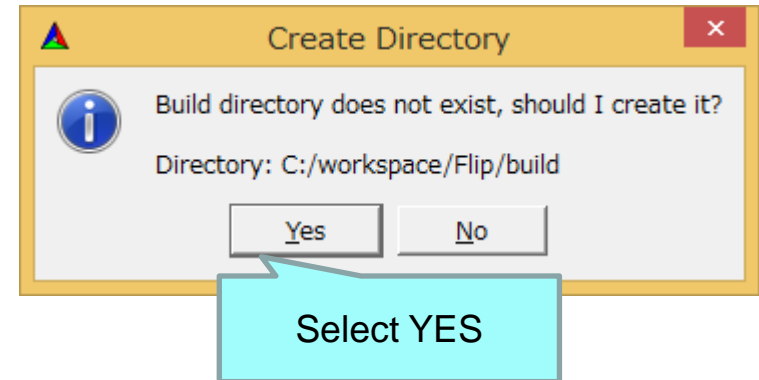 Create Directory
Build directory does not exist, should I create it?
Directory: C:/workspace/Flip/build
Yes No
Select YES